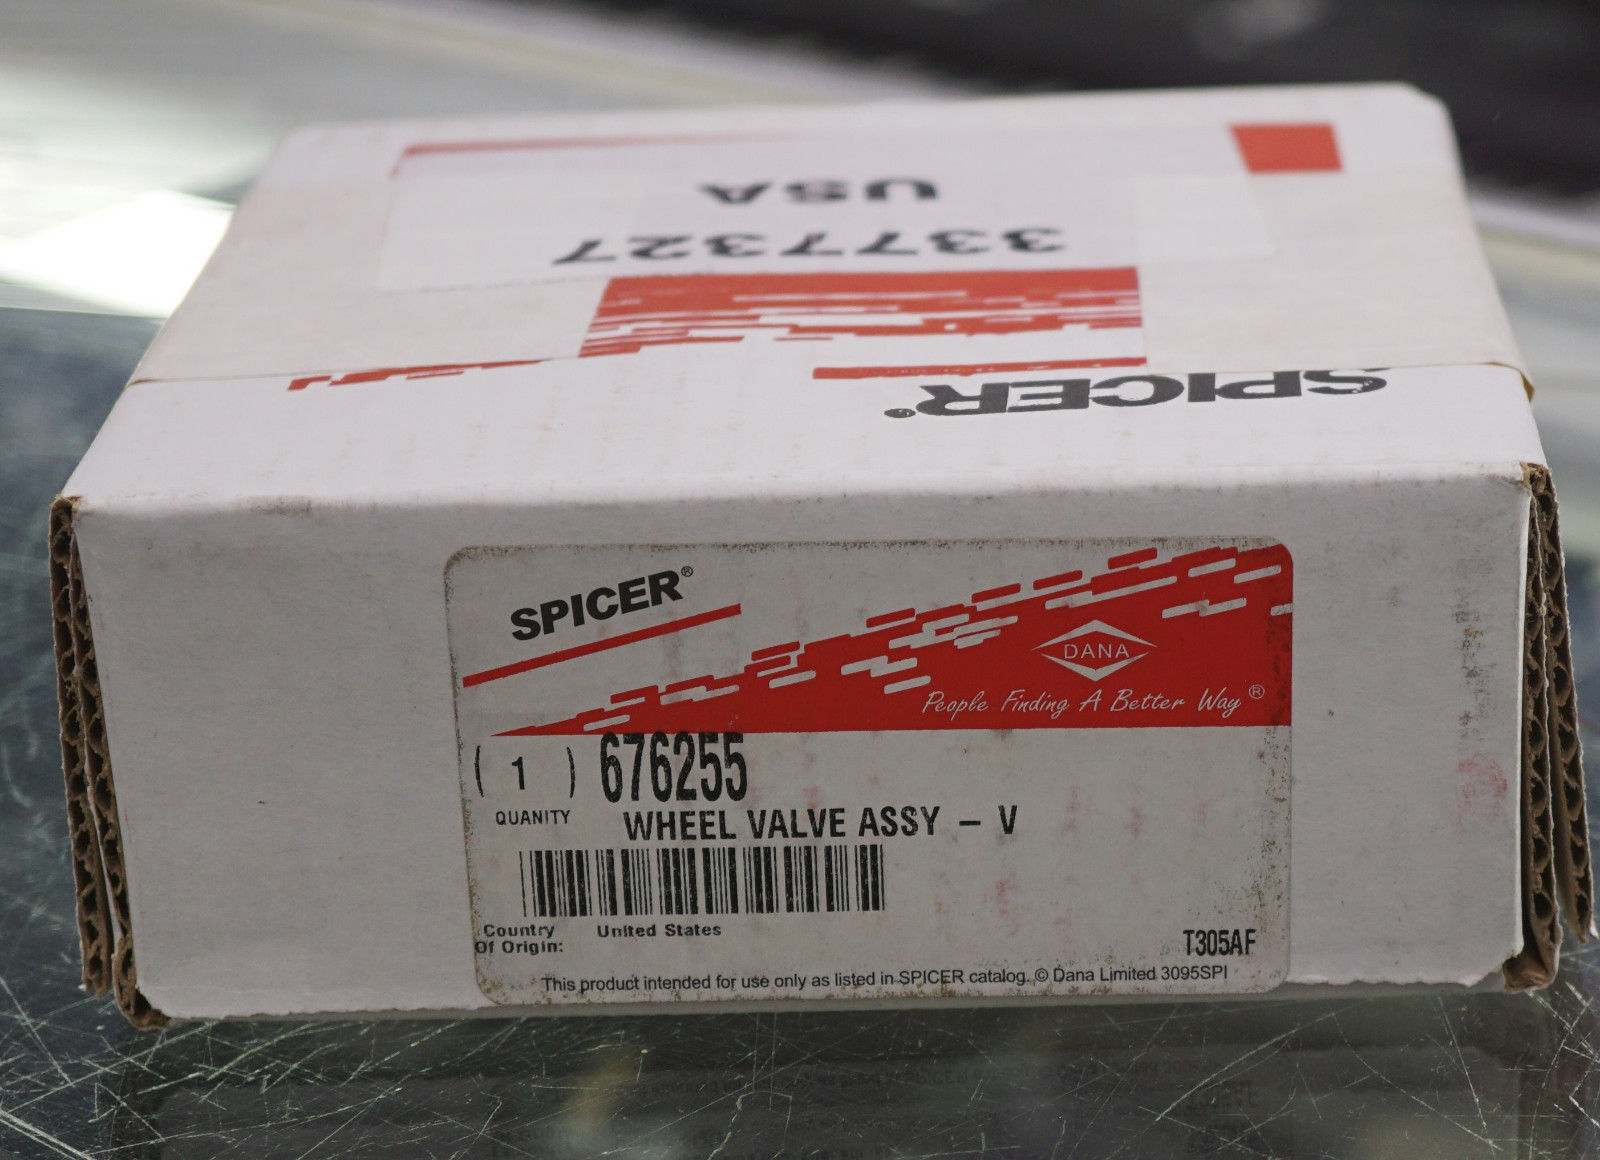 USA
3377327
SPICER®
SPICER®
DANA
People Finding A Better Way®
( 1 ) 676255
QUANITY
WHEEL VALVE ASSY - V
Country
Of Origin:
United States
T305AF
This product intended for use only as listed in SPICER catalog. © Dana Limited 3095SPI